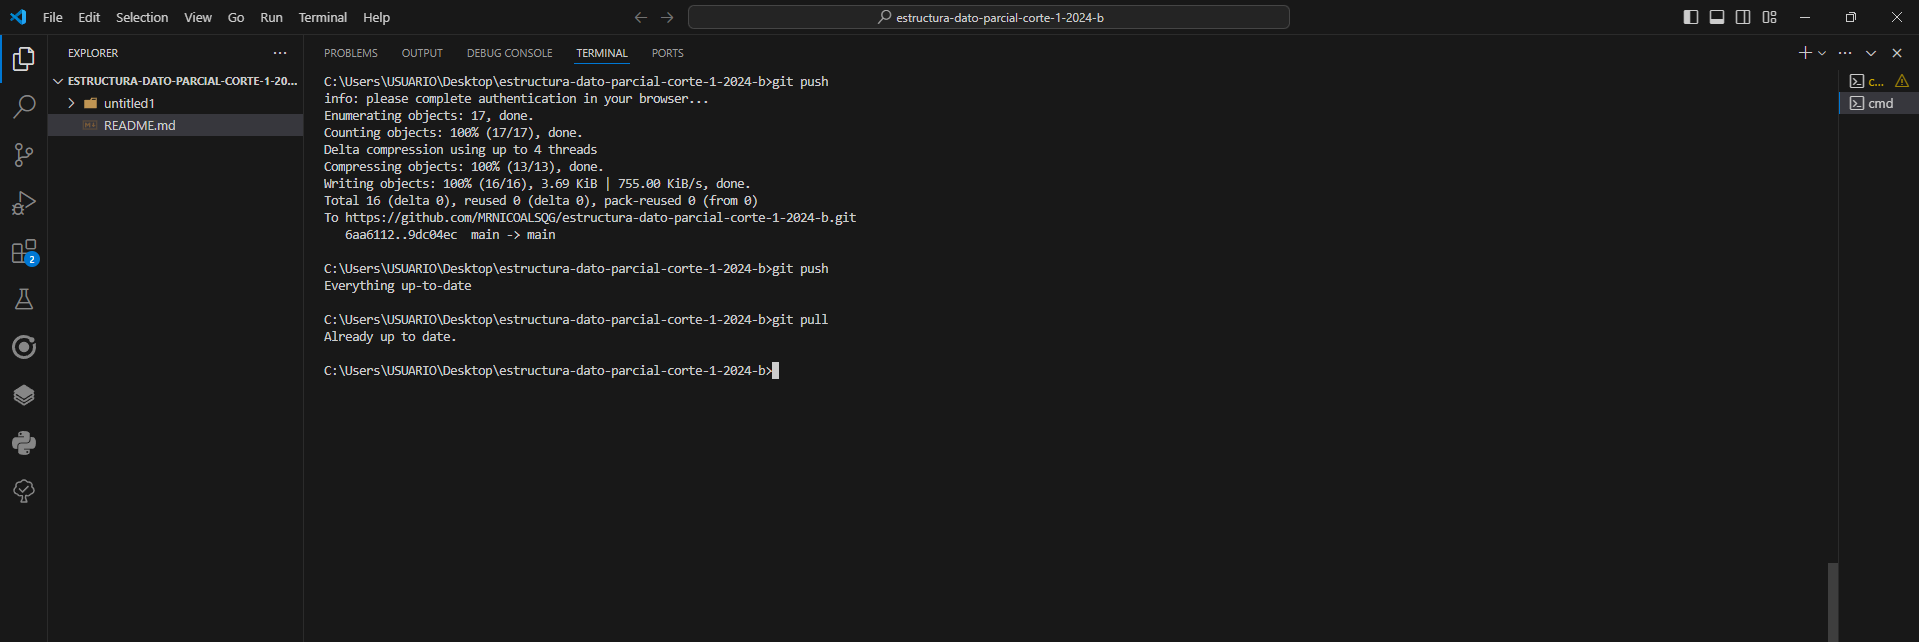 File Edit Selection View Go Run Terminal Help
estructura-dato-parcial-corte-1-2024-b
EXPLORER
ESTRUCTURA-DATO-PARCIAL-CORTE-1-20...
untitled1
README.md
2
PROBLEMS OUTPUT DEBUG CONSOLE TERMINAL PORTS
C:\Users\USUARIO\Desktop\estructura-dato-parcial-corte-1-2024-b>git push
info: please complete authentication in your browser...
Enumerating objects: 17, done.
Counting objects: 100% (17/17), done.
Delta compression using up to 4 threads
Compressing objects: 100% (13/13), done.
Writing objects: 100% (16/16), 3.69 KiB | 755.00 KiB/s, done.
Total 16 (delta 0), reused 0 (delta 0), pack-reused 0 (from 0)
To https://github.com/MRNICOALSQG/estructura-dato-parcial-corte-1-2024-b.git
6aa6112..9dc04ec main -> main
C:\Users\USUARIO\Desktop\estructura-dato-parcial-corte-1-2024-b>git push
Everything up-to-date
C:\Users\USUARIO\Desktop\estructura-dato-parcial-corte-1-2024-b>git pull
Already up to date.
C:\Users\USUARIO\Desktop\estructura-dato-parcial-corte-1-2024-b>
c...
cmd